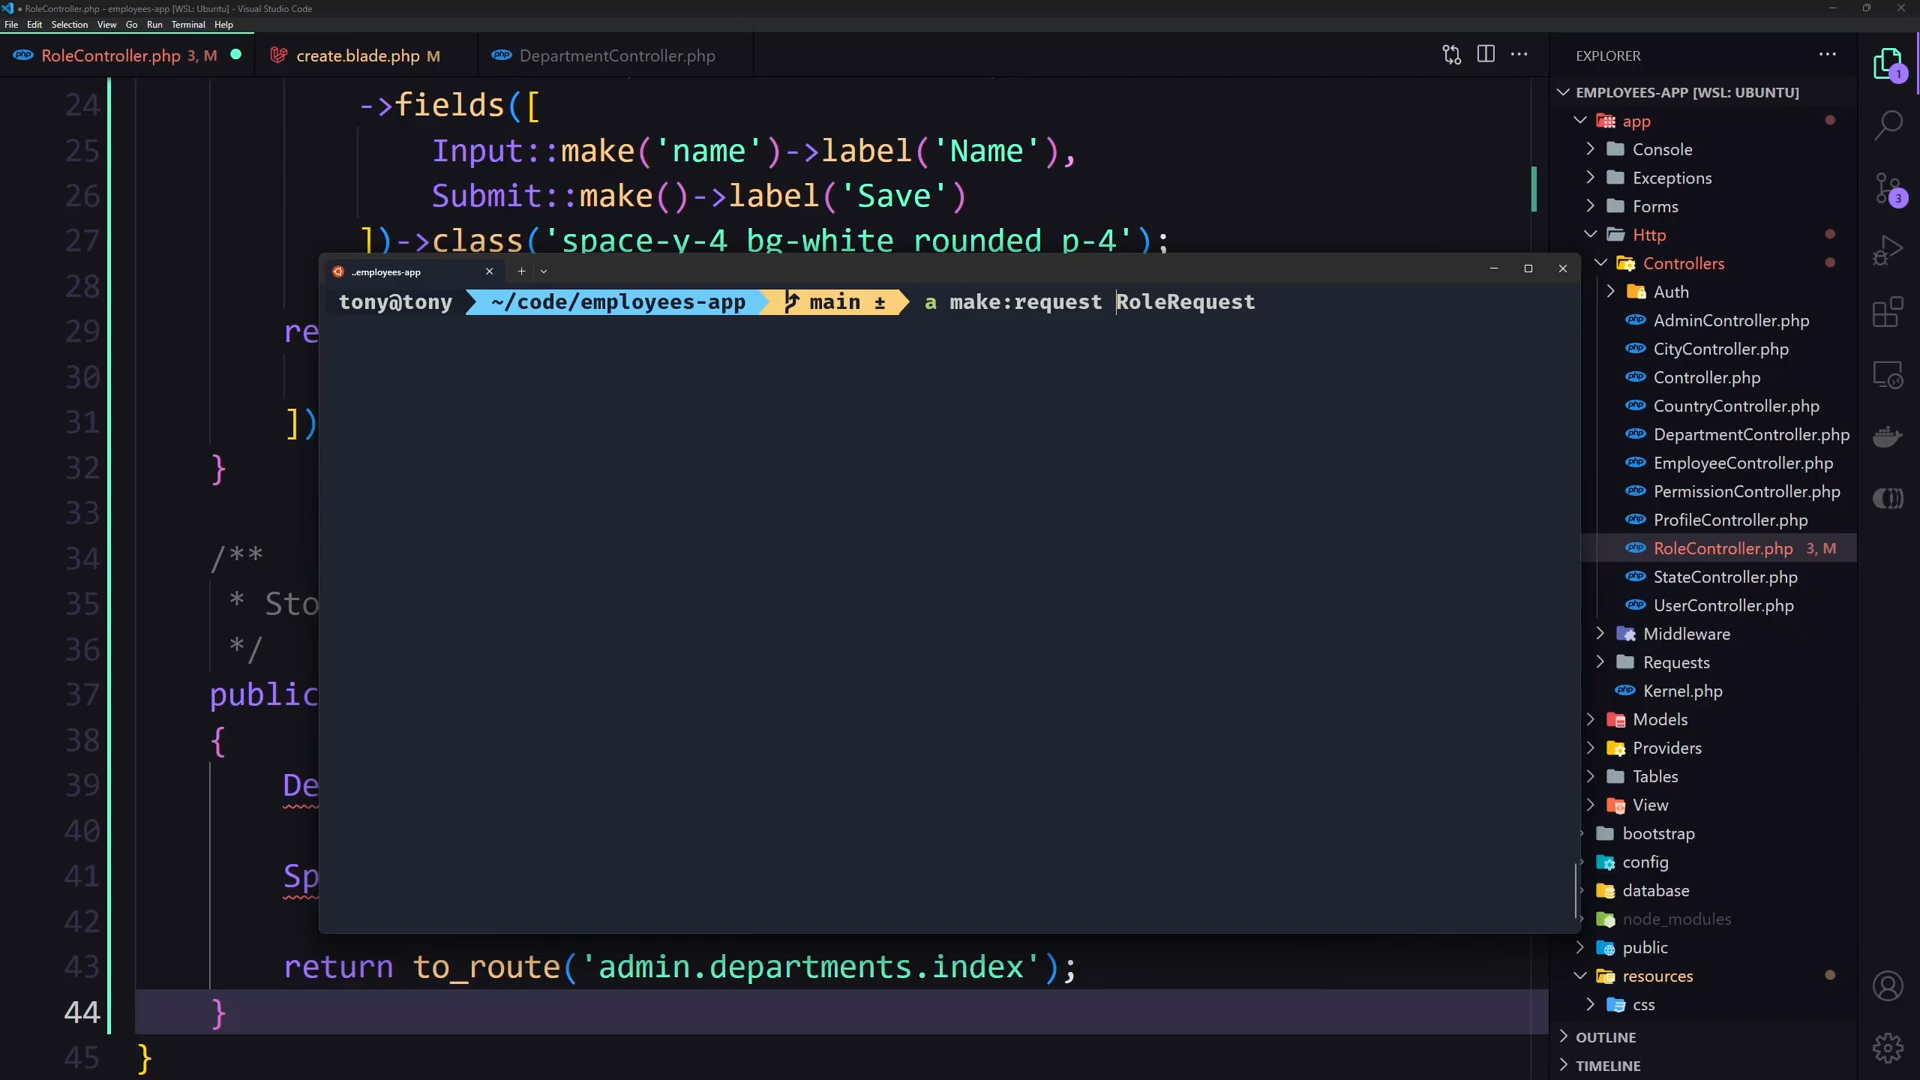 RoleController.php - employees-app [WSL: Ubuntu] - Visual Studio Code
File Edit Selection View Go Run Terminal Help
RoleController.php 3, M
create.blade.php M
DepartmentController.php
24 ->fields([
25 Input::make('name')->label('Name'),
26 Submit::make()->label('Save')
27 ])->class('space-y-4 bg-white rounded p-4');
28
29 re
30
31 ])
32 }
33
34 /**
35 * Sto
36 */
37 public
38 {
39 De
40
41 Sp
42
43 return to_route('admin.departments.index');
44 }
45 }
..employees-app
tony@tony ~/code/employees-app main ± a make:request RoleRequest
EXPLORER
EMPLOYEES-APP [WSL: UBUNTU]
app
Console
Exceptions
Forms
Http
Controllers
Auth
AdminController.php
CityController.php
Controller.php
CountryController.php
DepartmentController.php
EmployeeController.php
PermissionController.php
ProfileController.php
RoleController.php 3, M
StateController.php
UserController.php
Middleware
Requests
Kernel.php
Models
Providers
Tables
View
bootstrap
config
database
node_modules
public
resources
css
OUTLINE
TIMELINE
1
3